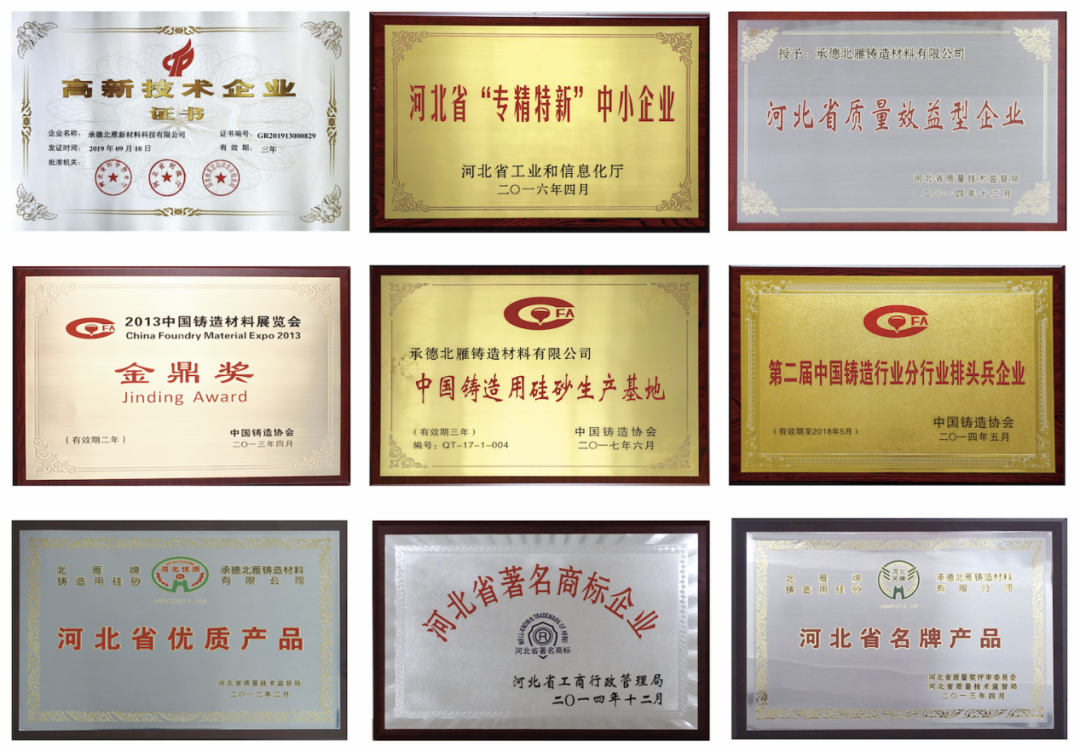 高新技术企业
证书
企业名称： 承德北雁新材料科技有限公司
证书编号： GR201913000829
发证时间： 2019 年 09 月 10 日
有 效 期： 三年
批准机关：
河北省“专精特新”中小企业
河北省工业和信息化厅
二〇一六年四月
授予：承德北雁铸造材料有限公司
河北省质量效益型企业
河北省质量技术监督局
二〇一四年十二月
CFA
2013中国铸造材料展览会
China Foundry Material Expo 2013
金鼎奖
Jinding Award
（有效期二年）
中国铸造协会
二〇一三年四月
CFA
承德北雁铸造材料有限公司
中国铸造用硅砂生产基地
（有效期三年）
编号：QT-17-1-004
中国铸造协会
二〇一七年六月
CFA
第二届中国铸造行业分行业排头兵企业
（有效期至2018年5月）
中国铸造协会
二〇一四年五月
北雁牌
铸造用硅砂
河北优质
承德北雁铸造材料
有限公司
河北省优质产品
河北省质量技术监督局
二〇一二年二月
河北省著名商标企业
R
河北省著名商标
河北省工商行政管理局
二〇一四年十二月
北雁牌
铸造用硅砂
河北
名牌
承德北雁铸造材料
有限公司
河北省名牌产品
河北省质量奖评审委员会
河北省质量技术监督局
二〇一三年四月